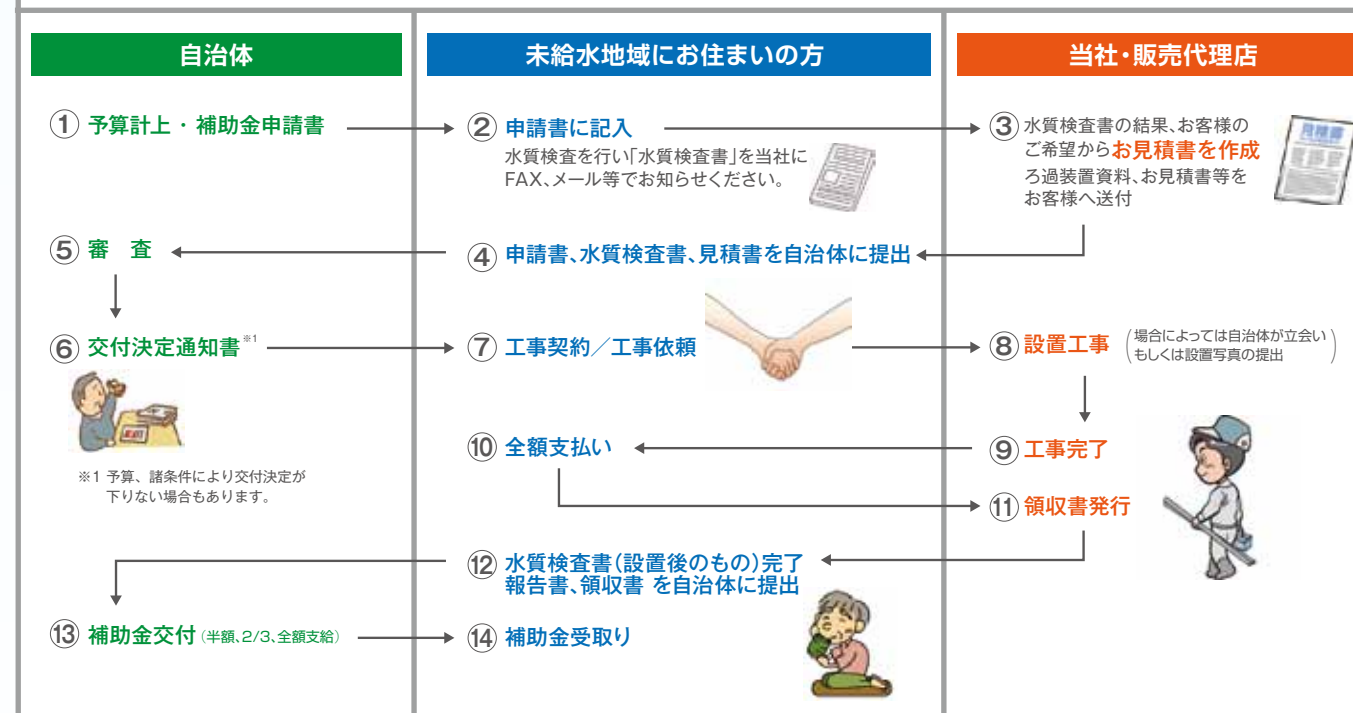 自治体
未給水地域にお住まいの方
当社・販売代理店
① 予算計上・補助金申請書
② 申請書に記入
水質検査を行い「水質検査書」を当社に
FAX、メール等でお知らせください。
③ 水質検査書の結果、お客様の
ご希望からお見積書を作成
ろ過装置資料、お見積書等を
お客様へ送付
見積書
④ 申請書、水質検査書、見積書を自治体に提出
⑤ 審 査
⑥ 交付決定通知書※1
※1 予算、諸条件により交付決定が
下りない場合もあります。
⑦ 工事契約／工事依頼
⑧ 設置工事 (場合によっては自治体が立会い
もしくは設置写真の提出)
⑨ 工事完了
⑩ 全額支払い
⑪ 領収書発行
⑫ 水質検査書(設置後のもの)完了
報告書、領収書 を自治体に提出
⑬ 補助金交付(半額、2/3、全額支給)
⑭ 補助金受取り